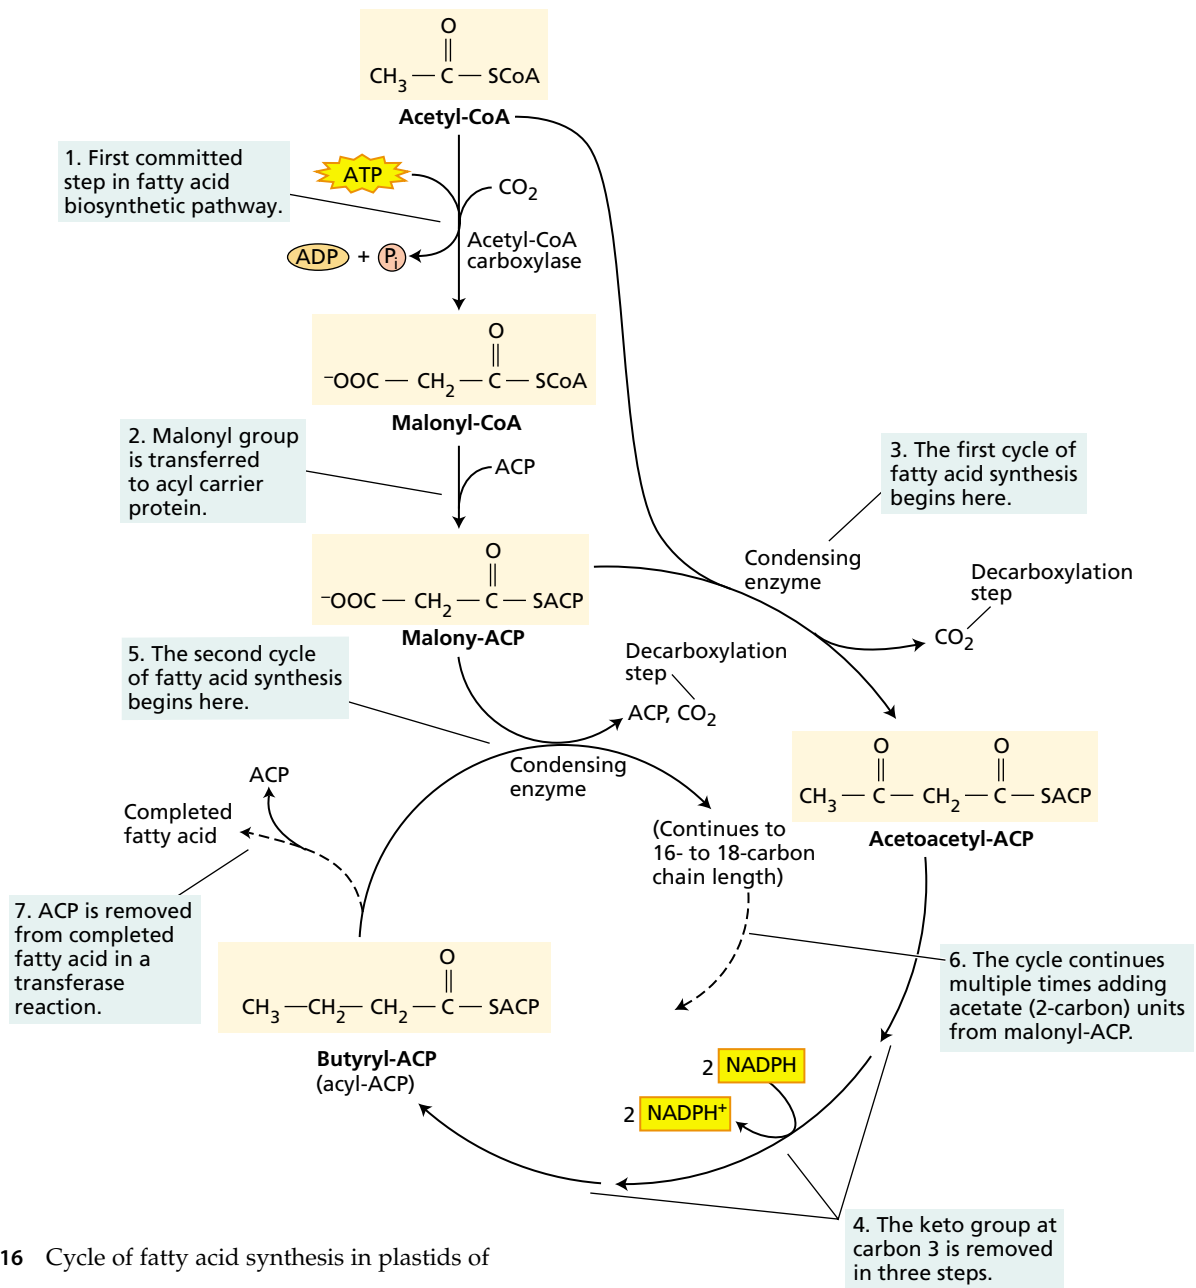 O
CH3 — C — SCoA
Acetyl-CoA
1. First committed
step in fatty acid
biosynthetic pathway.
ATP
CO2
ADP + Pi
Acetyl-CoA
carboxylase
O
–OOC — CH2 — C — SCoA
Malonyl-CoA
2. Malonyl group
is transferred
to acyl carrier
protein.
ACP
3. The first cycle of
fatty acid synthesis
begins here.
O
–OOC — CH2 — C — SACP
Malony-ACP
Condensing
enzyme
Decarboxylation
step
CO2
5. The second cycle
of fatty acid synthesis
begins here.
Decarboxylation
step
ACP, CO2
Condensing
enzyme
O O
CH3 — C — CH2 — C — SACP
Acetoacetyl-ACP
ACP
Completed
fatty acid
(Continues to
16- to 18-carbon
chain length)
7. ACP is removed
from completed
fatty acid in a
transferase
reaction.
O
CH3 — CH2 — CH2 — C — SACP
Butyryl-ACP
(acyl-ACP)
6. The cycle continues
multiple times adding
acetate (2-carbon) units
from malonyl-ACP.
2 NADPH
2 NADPH+
4. The keto group at
carbon 3 is removed
in three steps.
16 Cycle of fatty acid synthesis in plastids of